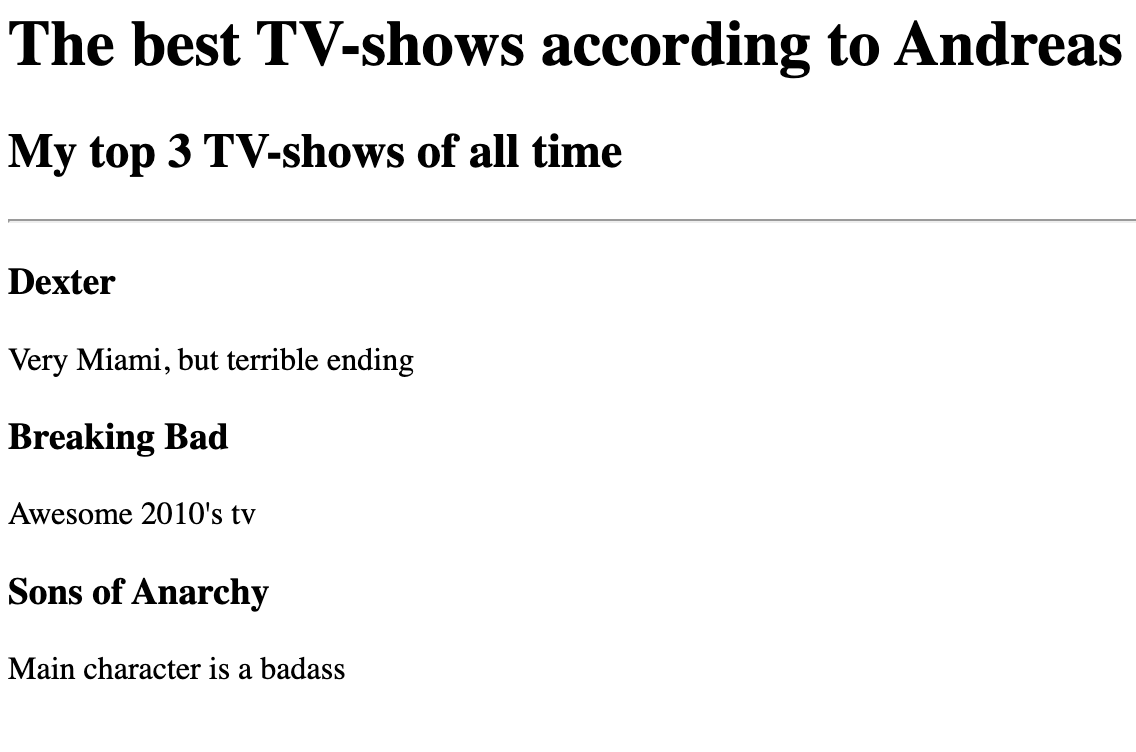 The best TV-shows according to Andreas
My top 3 TV-shows of all time
Dexter
Very Miami, but terrible ending
Breaking Bad
Awesome 2010's tv
Sons of Anarchy
Main character is a badass